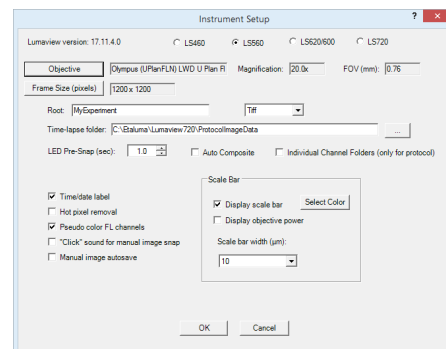 Instrument Setup
? ×
Lumaview version: 17.11.4.0 LS460 LS560 LS620/600 LS720
Objective Olympus (UPlanFLN) LWD U Plan Fl Magnification: 20.0x FOV (mm): 0.76
Frame Size (pixels) 1200 x 1200
Root: MyExperiment Tiff
Time-lapse folder: C:\Etaluma\Lumaview720\ProtocolImageData ...
LED Pre-Snap (sec): 1.0 Auto Composite Individual Channel Folders (only for protocol)
Scale Bar
Time/date label
Display scale bar Select Color
Hot pixel removal
Display objective power
Pseudo color FL channels
"Click" sound for manual image snap
Scale bar width (µm):
Manual image autosave
10
OK Cancel